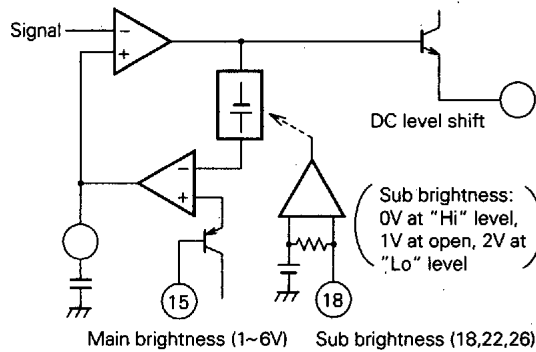 Signal
−
+
DC level shift
−
+
Sub brightness:
0V at "Hi" level,
1V at open, 2V at
"Lo" level
15
18
Main brightness (1~6V)
Sub brightness (18,22,26)